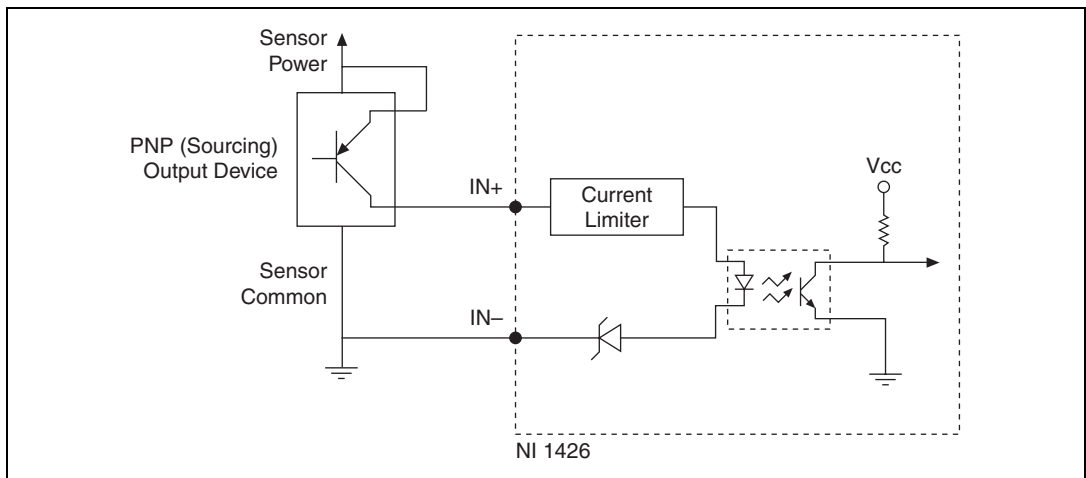 Sensor
Power
PNP (Sourcing)
Output Device
IN+
Current
Limiter
Vcc
Sensor
Common
IN–
NI 1426